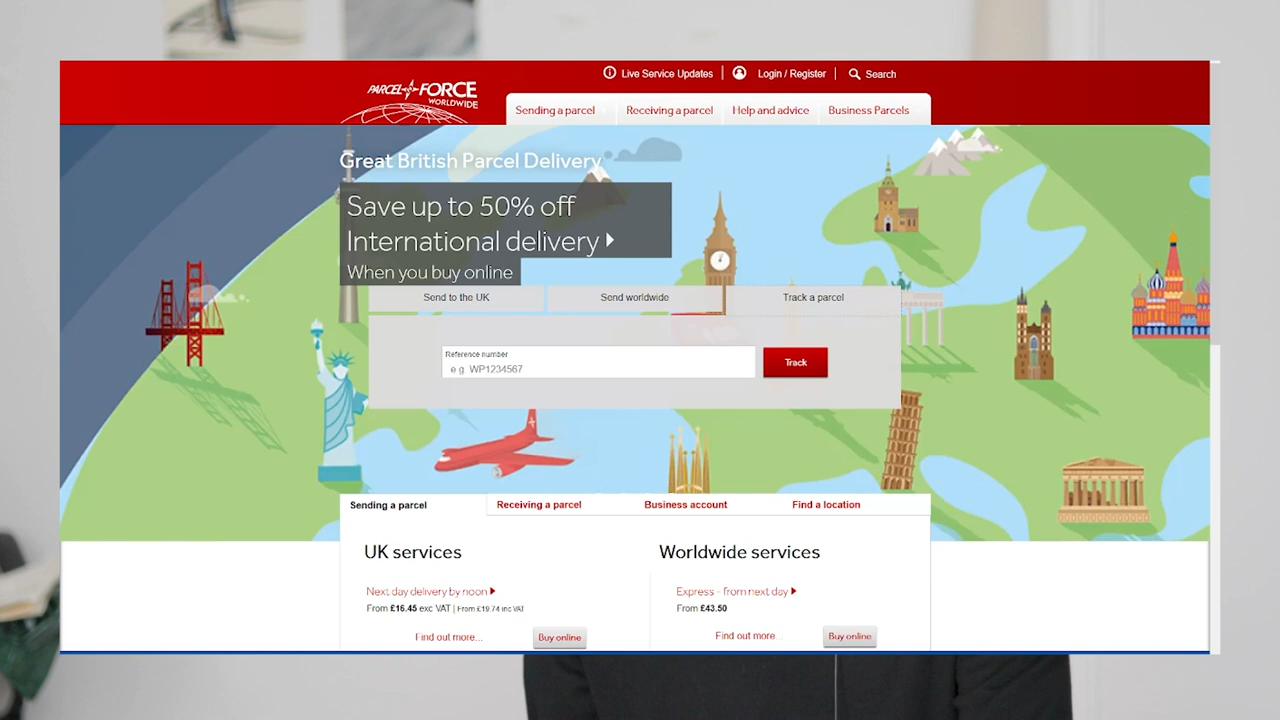 Live Service Updates
Login / Register
Search
PARCEL FORCE
WORLDWIDE
Sending a parcel
Receiving a parcel
Help and advice
Business Parcels
Great British Parcel Delivery
Save up to 50% off
International delivery
When you buy online
Send to the UK
Send worldwide
Track a parcel
Reference number
e.g. WP1234567
Track
Sending a parcel
Receiving a parcel
Business account
Find a location
UK services
Worldwide services
Next day delivery by noon
Express - from next day
From £16.45 exc VAT | From £19.74 inc VAT
From £43.50
Find out more...
Buy online
Find out more...
Buy online